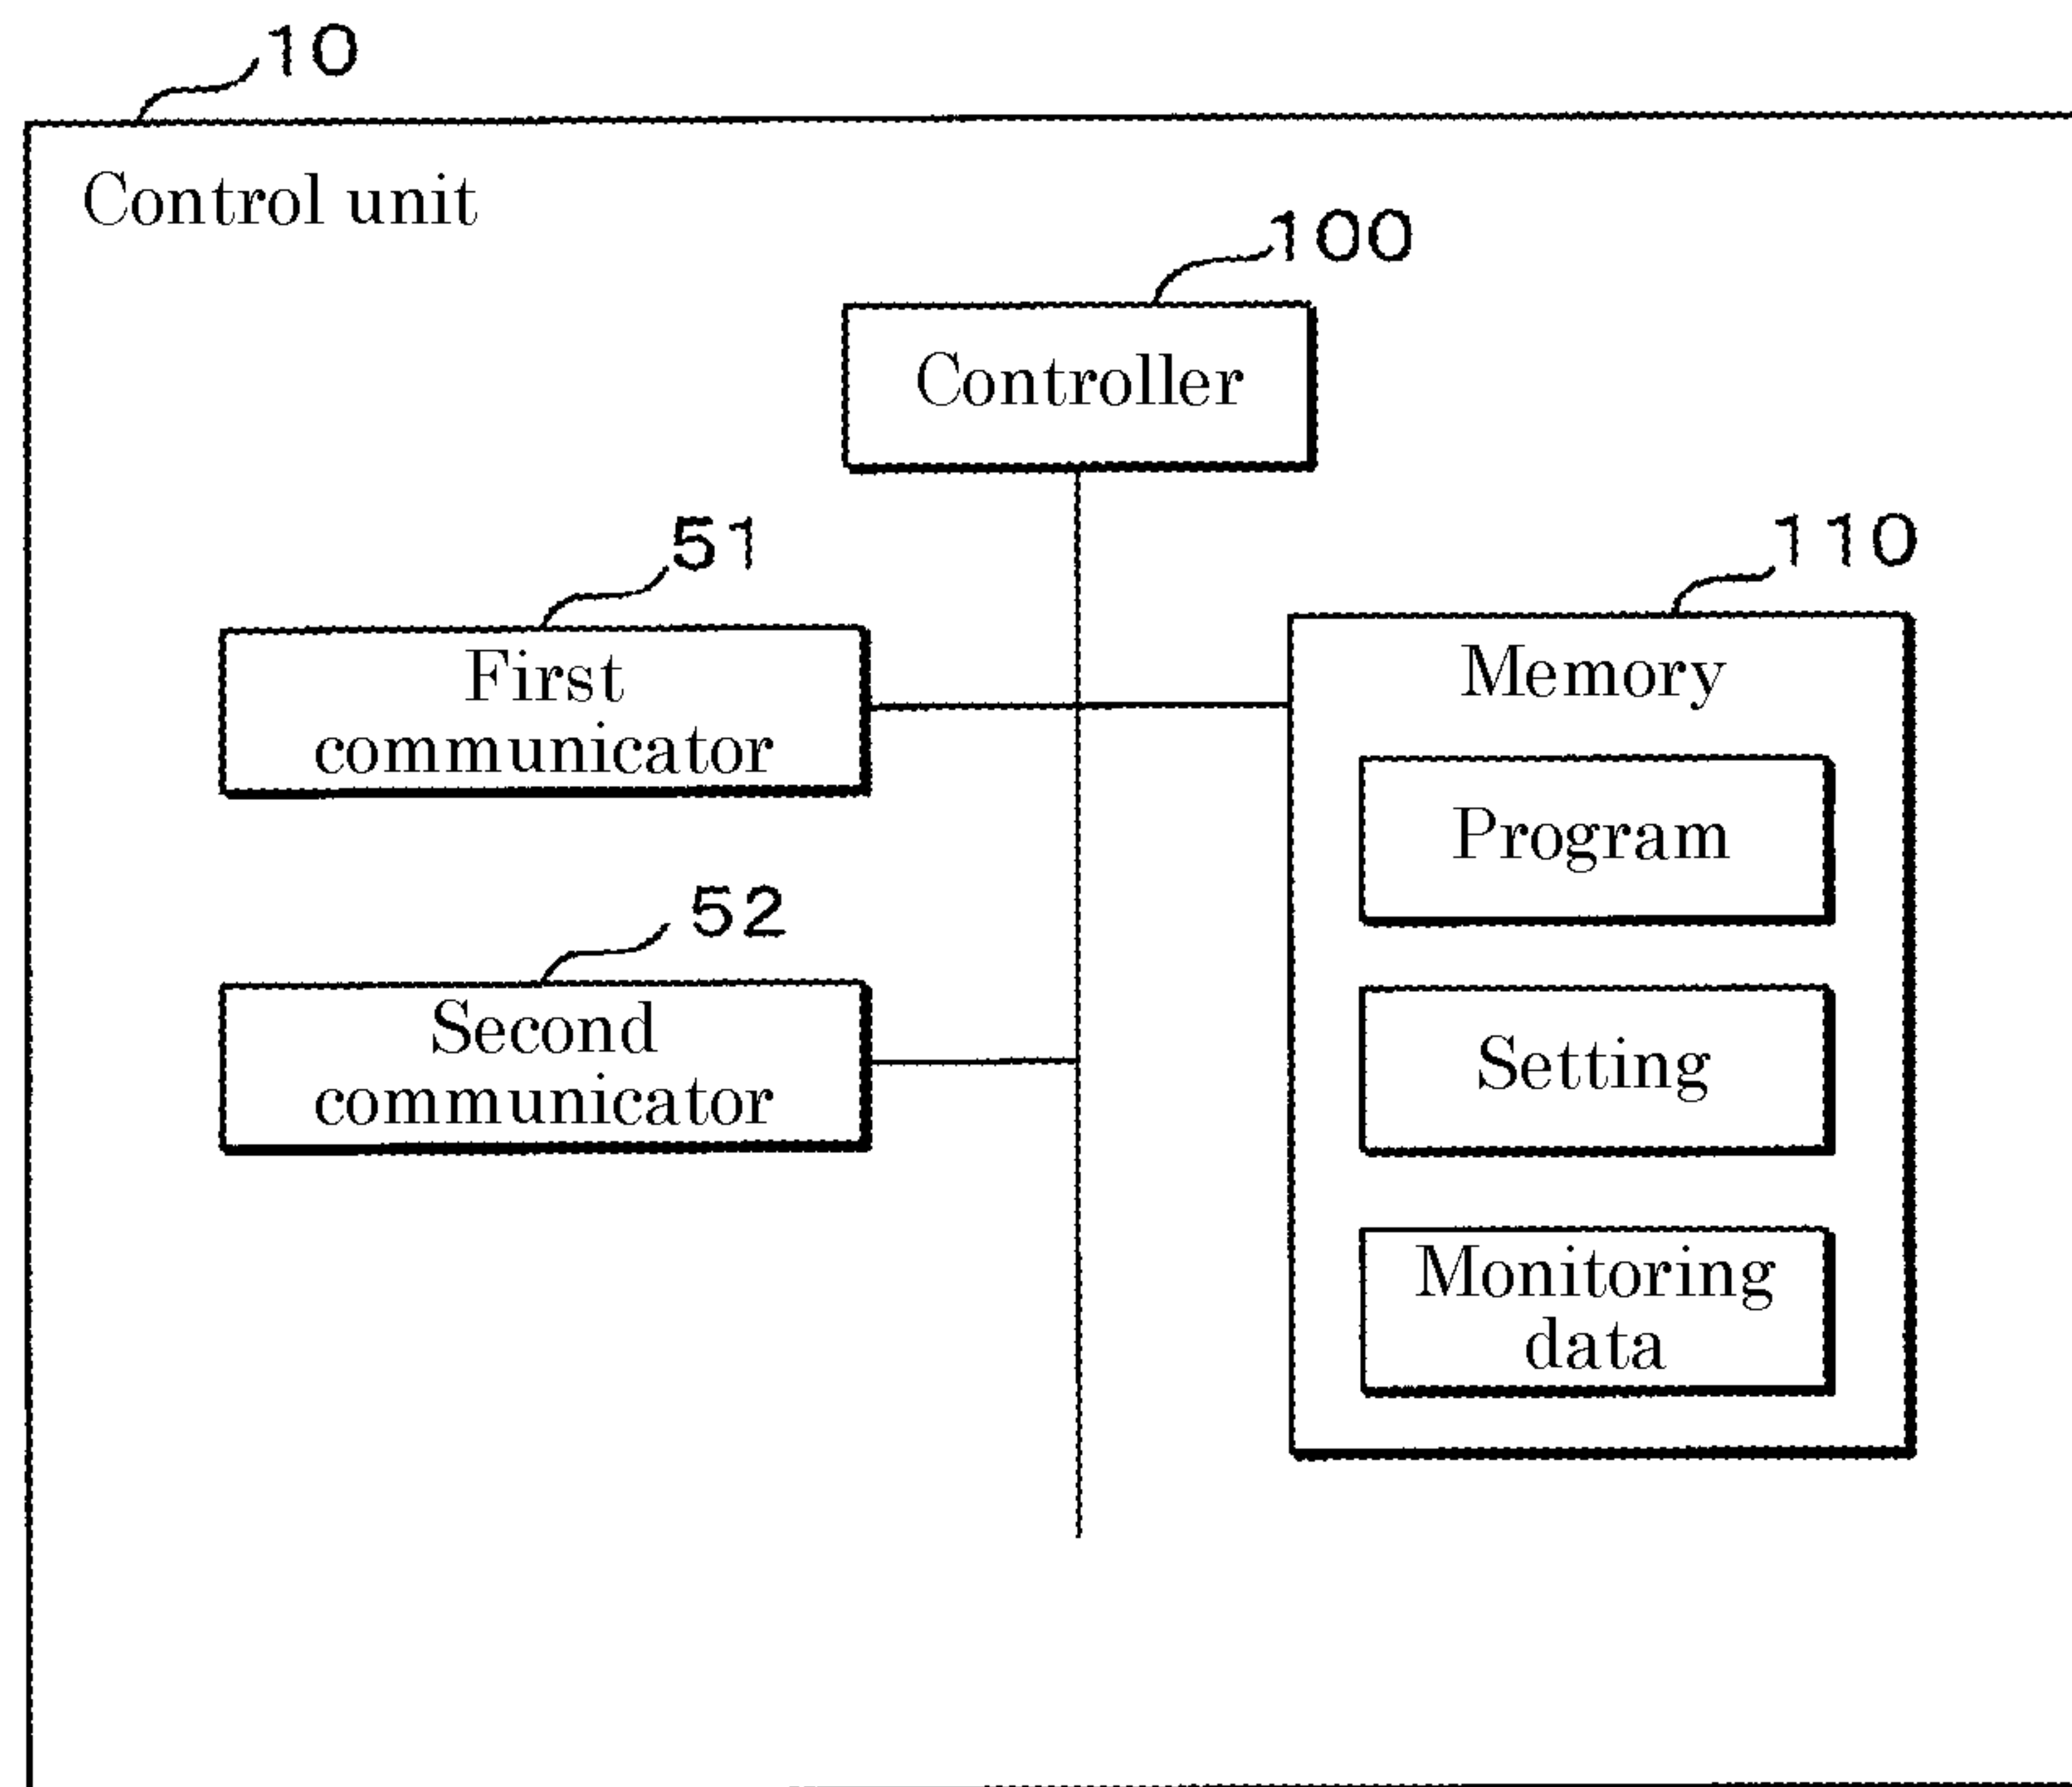 10
Control unit
100
Controller
51
First
communicator
110
Memory
Program
52
Second
communicator
Setting
Monitoring
data